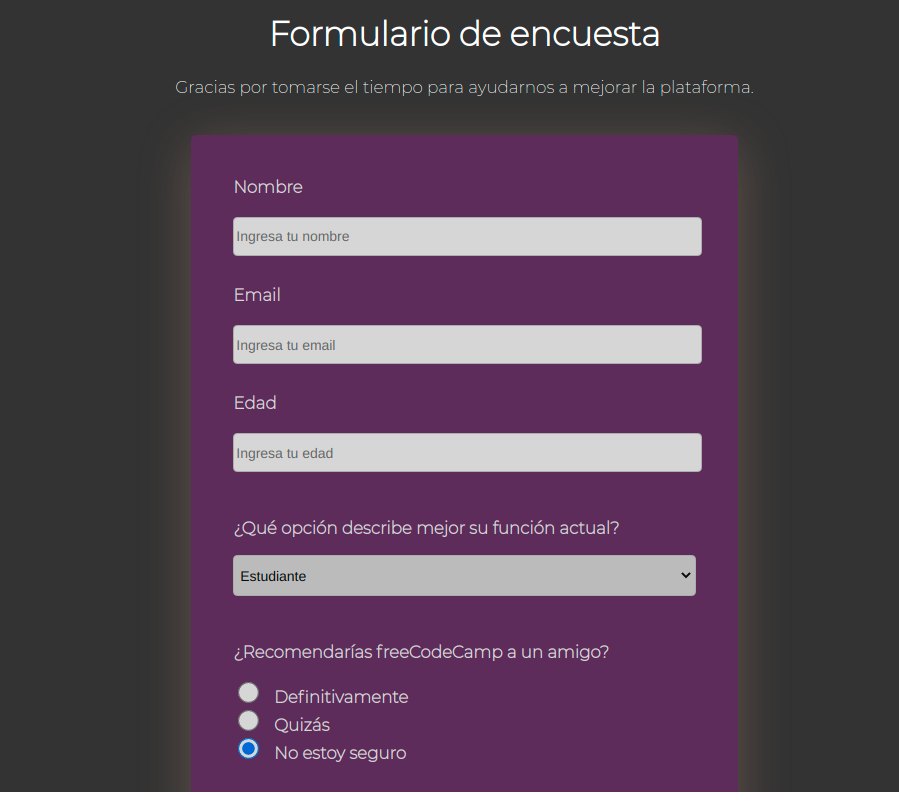 Formulario de encuesta
Gracias por tomarse el tiempo para ayudarnos a mejorar la plataforma.
Nombre
Ingresa tu nombre
Email
Ingresa tu email
Edad
Ingresa tu edad
¿Qué opción describe mejor su función actual?
Estudiante
¿Recomendarías freeCodeCamp a un amigo?
Definitivamente
Quizás
No estoy seguro